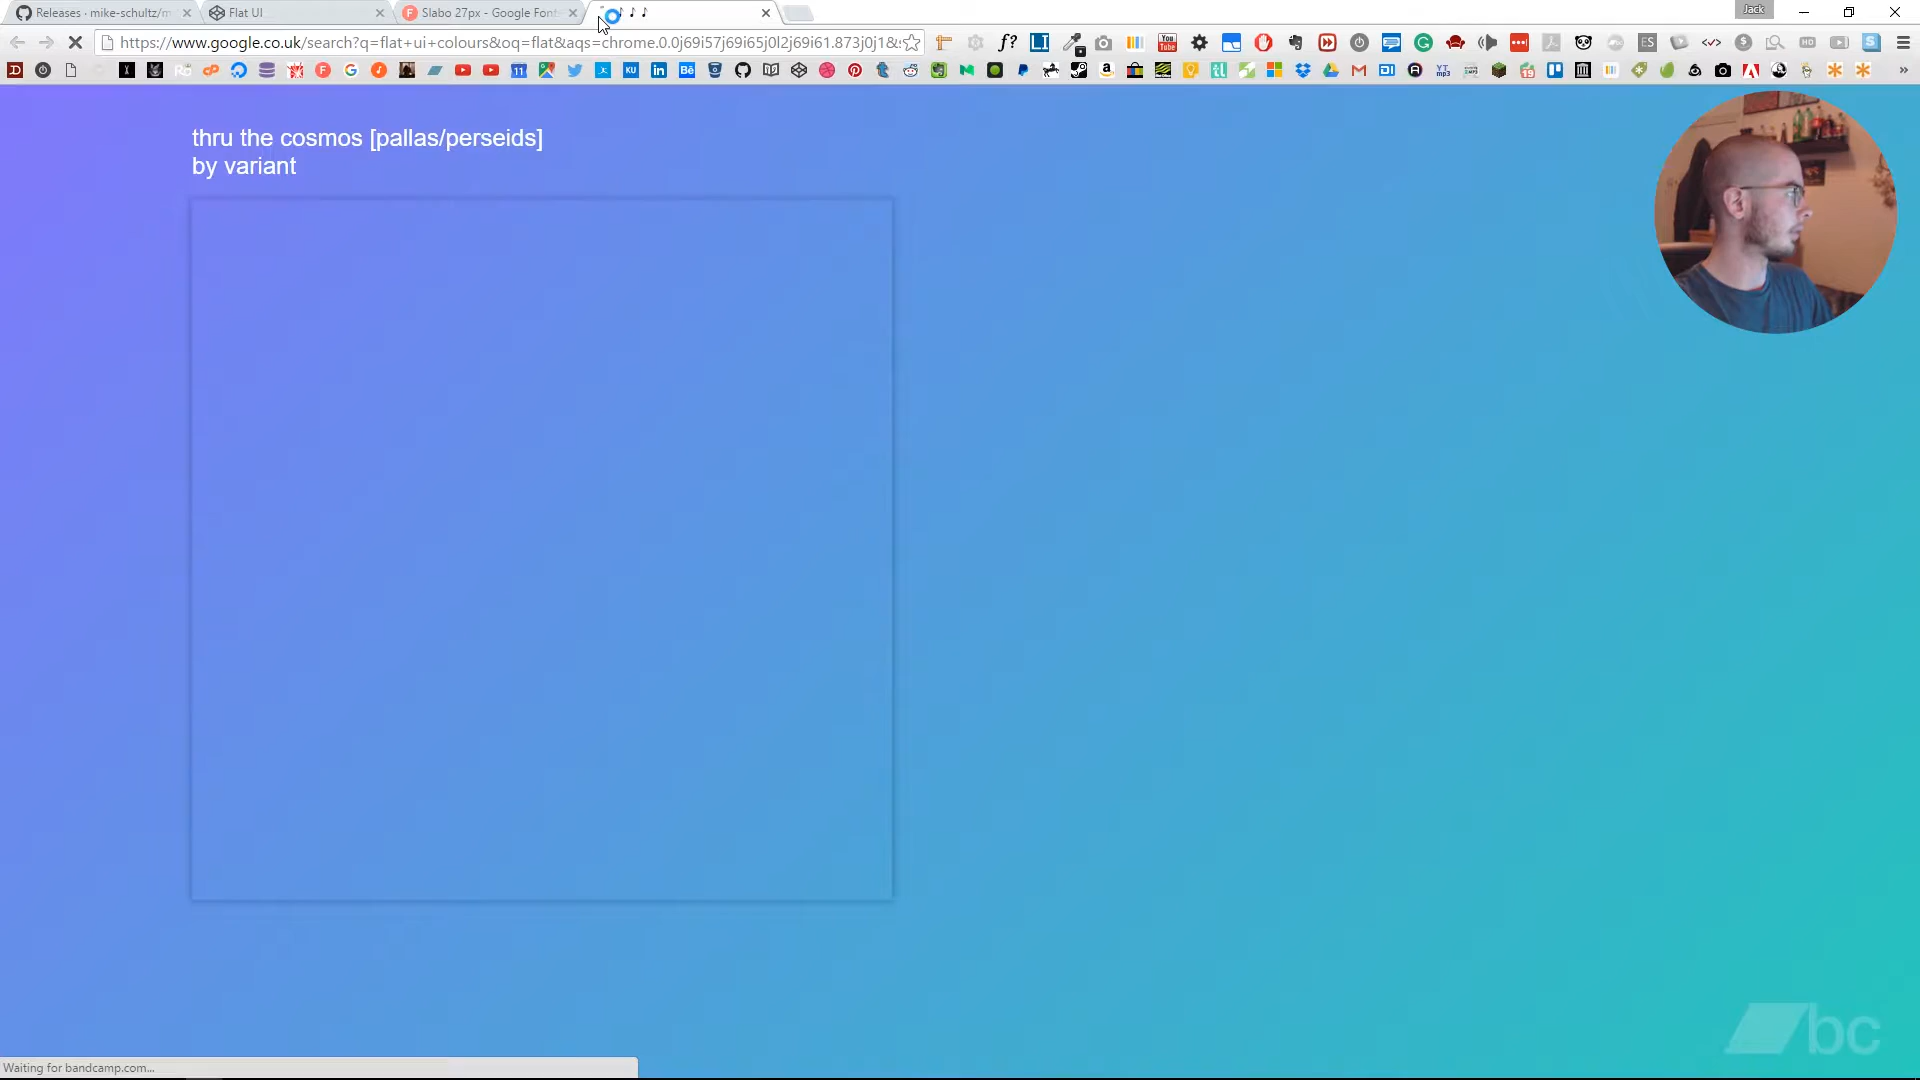 Releases · mike-schultz/m
Flat UI
Slabo 27px - Google Font
♪ ♪ ♪
Jack
https://www.google.co.uk/search?q=flat+ui+colours&oq=flat&aqs=chrome.0.0j69i57j69i65j0l2j69i61.873j0j1&
thru the cosmos [pallas/perseids]
by variant
bc
Waiting for bandcamp.com...